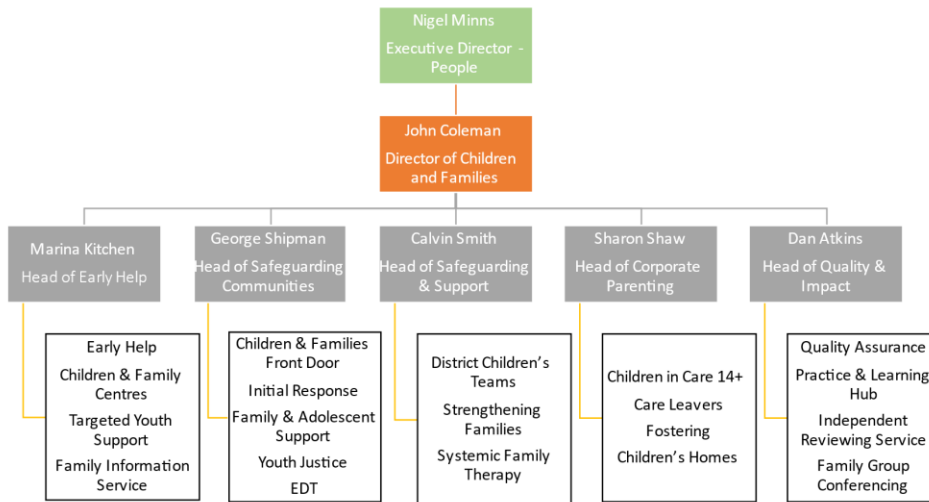 Nigel Minns
Executive Director -
People
John Coleman
Director of Children
and Families
Marina Kitchen
Head of Early Help
George Shipman
Head of Safeguarding
Communities
Calvin Smith
Head of Safeguarding
& Support
Sharon Shaw
Head of Corporate
Parenting
Dan Atkins
Head of Quality &
Impact
Early Help
Children & Family
Centres
Targeted Youth
Support
Family Information
Service
Children & Families
Front Door
Initial Response
Family & Adolescent
Support
Youth Justice
EDT
District Children’s
Teams
Strengthening
Families
Systemic Family
Therapy
Children in Care 14+
Care Leavers
Fostering
Children’s Homes
Quality Assurance
Practice & Learning
Hub
Independent
Reviewing Service
Family Group
Conferencing